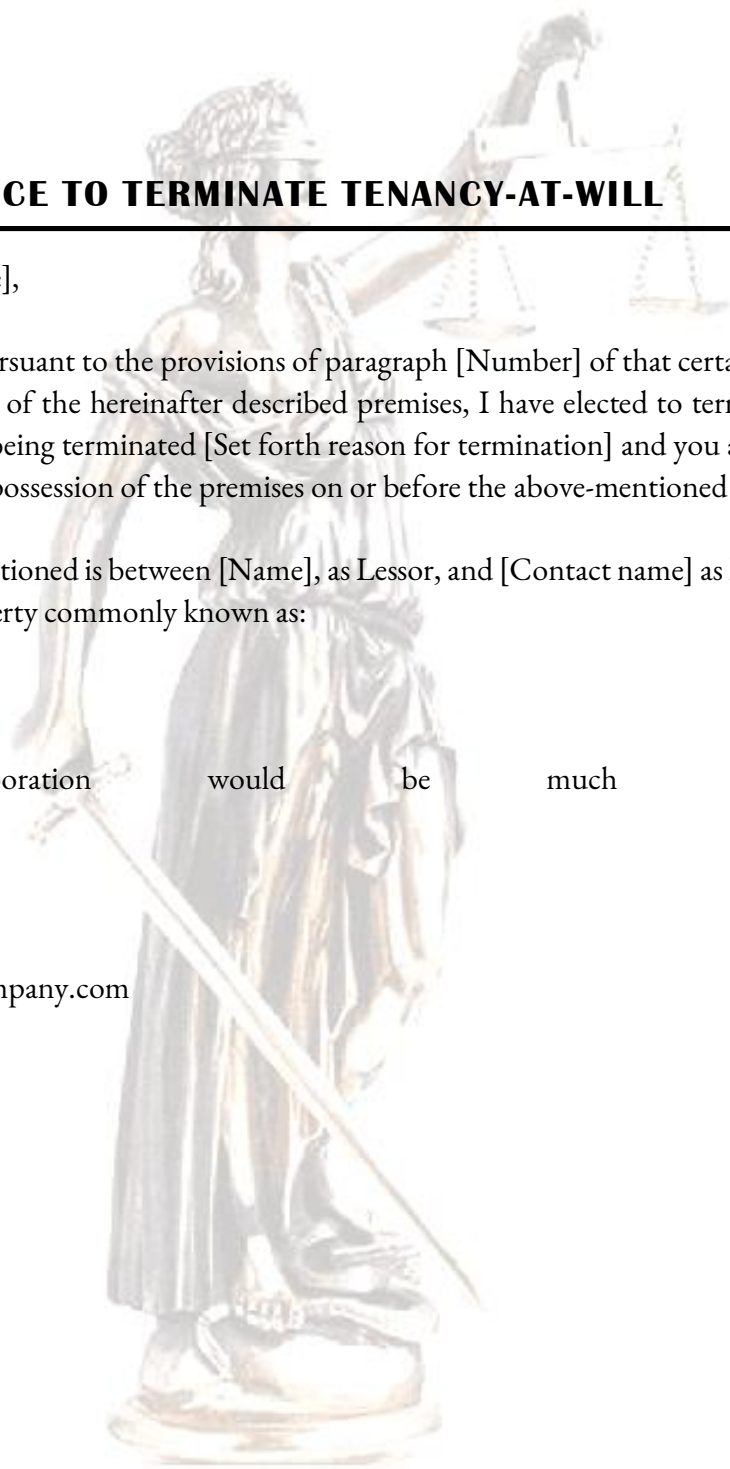 CE TO TERMINATE TENANCY-AT-WILL
e],
rsuant to the provisions of paragraph [Number] of that certa
of the hereinafter described premises, I have elected to ter
being terminated [Set forth reason for termination] and you a
possession of the premises on or before the above-mentioned
tioned is between [Name], as Lessor, and [Contact name] as
erty commonly known as:
oration would be much
mpany.com